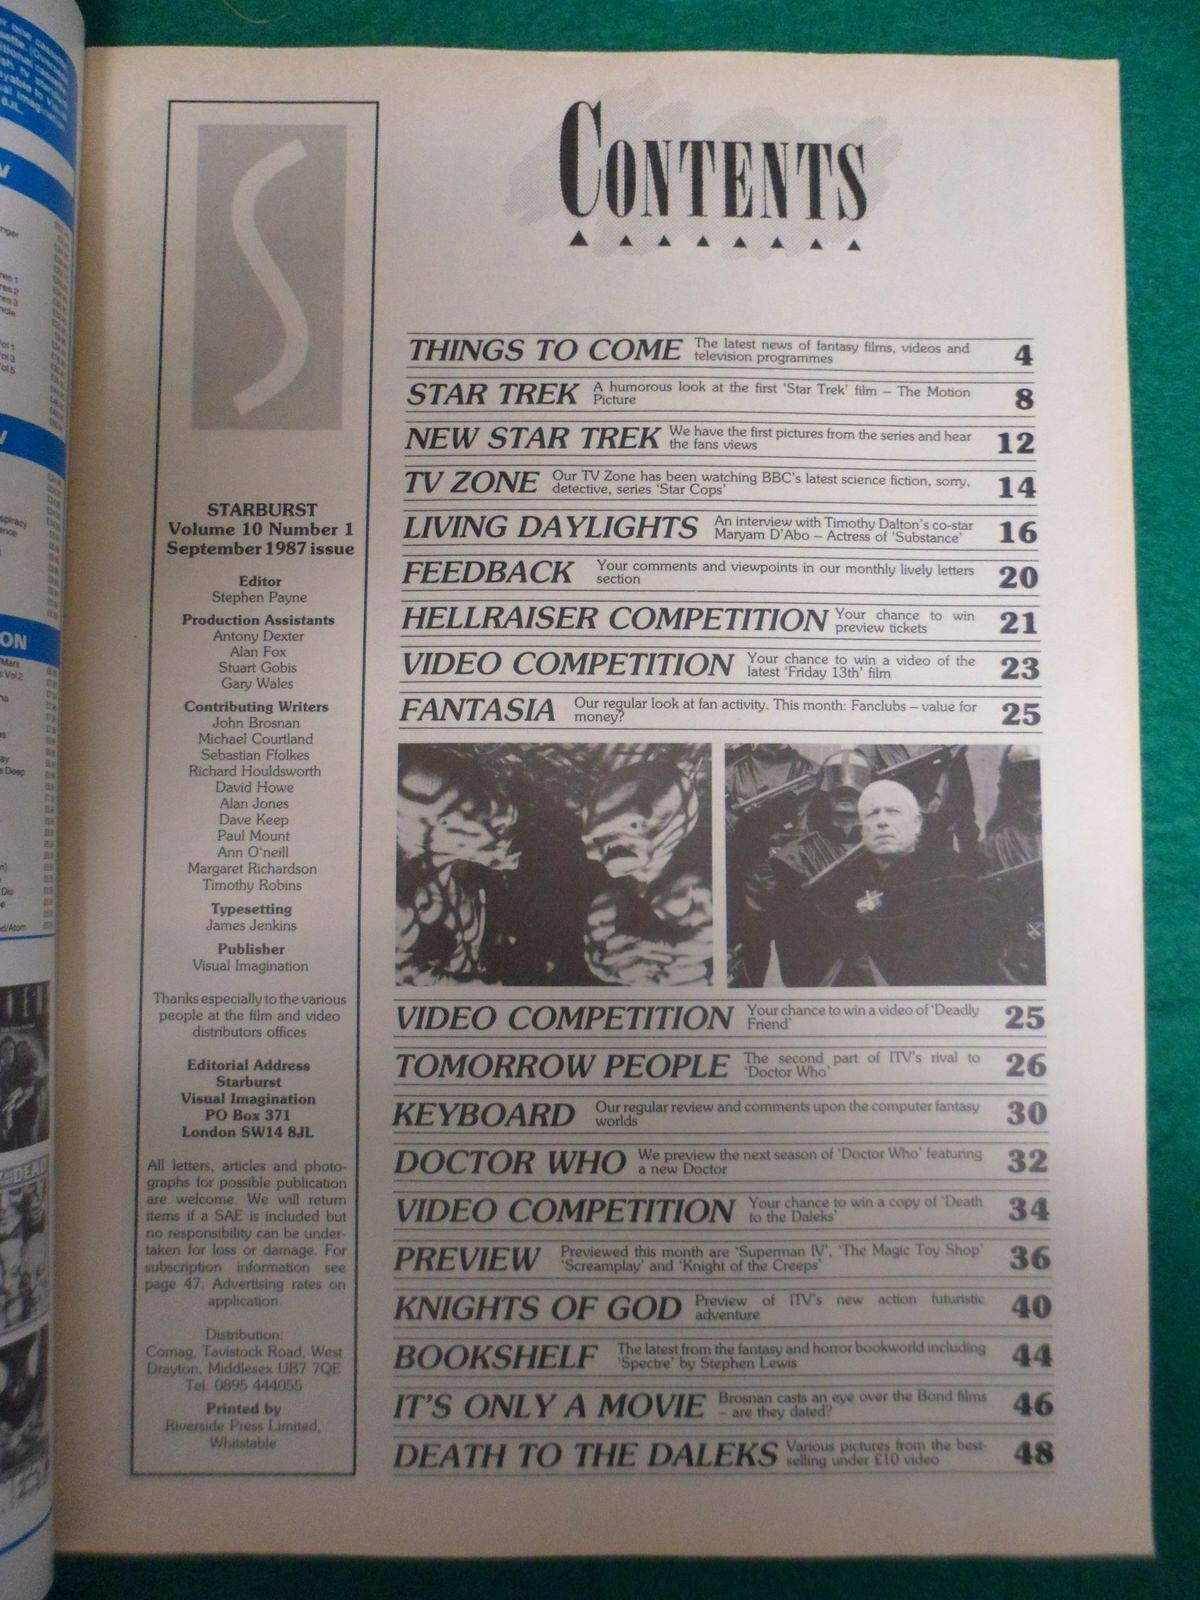 CONTENTS
STARBURST
Volume 10 Number 1
September 1987 issue
Editor
Stephen Payne
Production Assistants
Antony Dexter
Alan Fox
Stuart Gobis
Gary Wales
Contributing Writers
John Brosnan
Michael Courtland
Sebastian Ffolkes
Richard Houldsworth
David Howe
Alan Jones
Dave Keep
Paul Mount
Ann O'neill
Margaret Richardson
Timothy Robins
Typesetting
James Jenkins
Publisher
Visual Imagination
Thanks especially to the various
people at the film and video
distributors offices
Editorial Address
Starburst
Visual Imagination
PO Box 371
London SW14 8JL
All letters, articles and photo-
graphs for possible publication
are welcome. We will return
items if a SAE is included but
no responsibility can be under-
taken for loss or damage. For
subscription information see
page 47. Advertising rates on
application.
Distribution:
Comag, Tavistock Road, West
Drayton, Middlesex UB7 7QE
Tel: 0895 444055
Printed by
Riverside Press Limited,
Whitstable
THINGS TO COME The latest news of fantasy films, videos and 4
television programmes
STAR TREK A humorous look at the first 'Star Trek' film – The Motion 8
Picture
NEW STAR TREK We have the first pictures from the series and hear 12
the fans views
TV ZONE Our TV Zone has been watching BBC's latest science fiction, sorry, 14
detective, series 'Star Cops'
LIVING DAYLIGHTS An interview with Timothy Dalton's co-star 16
Maryam D'Abo – Actress of 'Substance'
FEEDBACK Your comments and viewpoints in our monthly lively letters 20
section
HELLRAISER COMPETITION Your chance to win 21
preview tickets
VIDEO COMPETITION Your chance to win a video of the 23
latest 'Friday 13th' film
FANTASIA Our regular look at fan activity. This month: Fanclubs – value for 25
money?
VIDEO COMPETITION Your chance to win a video of 'Deadly 25
Friend'
TOMORROW PEOPLE The second part of ITV's rival to 26
'Doctor Who'
KEYBOARD Our regular review and comments upon the computer fantasy 30
worlds
DOCTOR WHO We preview the next season of 'Doctor Who' featuring 32
a new Doctor
VIDEO COMPETITION Your chance to win a copy of 'Death 34
to the Daleks'
PREVIEW Previewed this month are 'Superman IV', 'The Magic Toy Shop' 36
'Screamplay' and 'Knight of the Creeps'
KNIGHTS OF GOD Preview of ITV's new action futuristic 40
adventure
BOOKSHELF The latest from the fantasy and horror bookworld including 44
'Spectre' by Stephen Lewis
IT'S ONLY A MOVIE Brosnan casts an eye over the Bond films 46
– are they dated?
DEATH TO THE DALEKS Various pictures from the best- 48
selling under £10 video